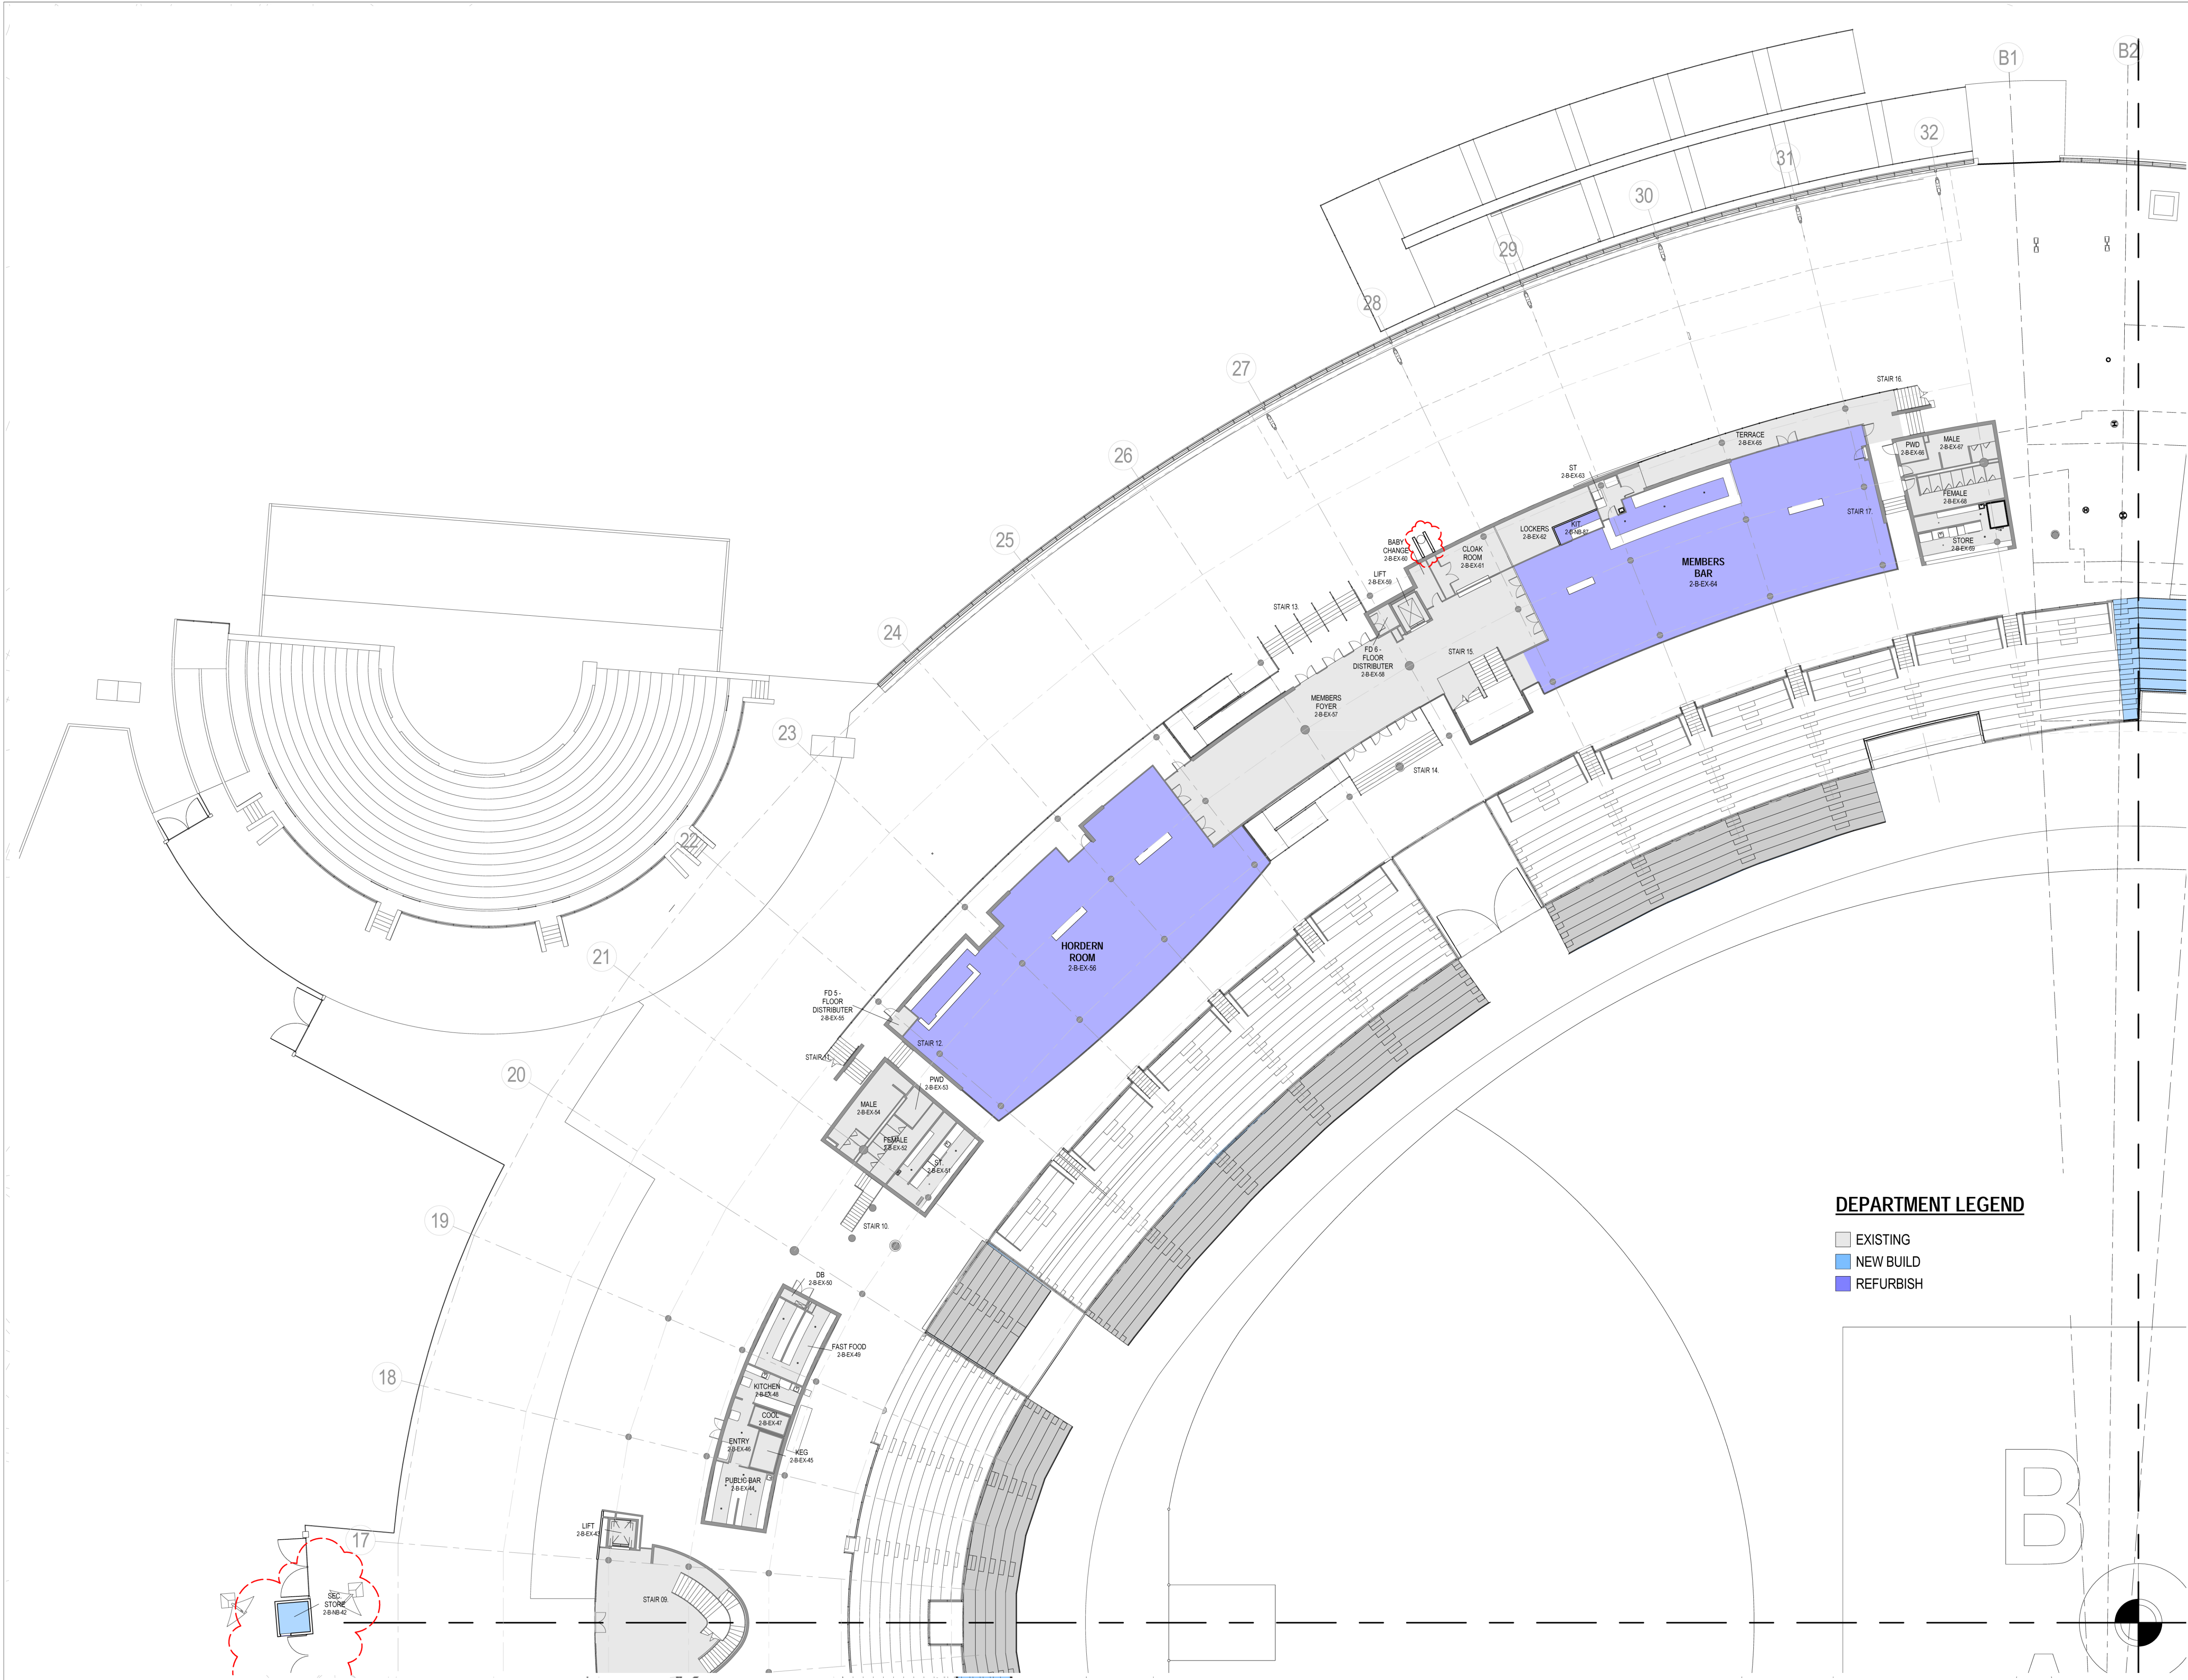 B1
B2
32
31
30
29
28
27
26
25
24
23
22
21
20
19
18
17
STAIR 16.
TERRACE
2-B-EX-65
PWD
2-B-EX-66
MALE
2-B-EX-67
FEMALE
2-B-EX-68
STORE
2-B-EX-69
STAIR 17.
ST
2-B-EX-63
KIT.
2-B-NB-87
LOCKERS
2-B-EX-62
MEMBERS
BAR
2-B-EX-64
BABY
CHANGE
2-B-EX-60
CLOAK
ROOM
2-B-EX-61
LIFT
2-B-EX-59
STAIR 13.
FD 6 -
FLOOR
DISTRIBUTER
2-B-EX-58
STAIR 15.
MEMBERS
FOYER
2-B-EX-57
STAIR 14.
HORDERN
ROOM
2-B-EX-56
FD 5 -
FLOOR
DISTRIBUTER
2-B-EX-55
STAIR 11.
STAIR 12.
PWD
2-B-EX-53
MALE
2-B-EX-54
FEMALE
2-B-EX-52
ST.
2-B-EX-51
STAIR 10.
DB
2-B-EX-50
FAST FOOD
2-B-EX-49
KITCHEN
2-B-EX-48
COOL
2-B-EX-47
ENTRY
2-B-EX-46
KEG
2-B-EX-45
PUBLIC BAR
2-B-EX-44
LIFT
2-B-EX-43
STAIR 09.
SEC.
STORE
2-B-NB-42
DEPARTMENT LEGEND
EXISTING
NEW BUILD
REFURBISH
B